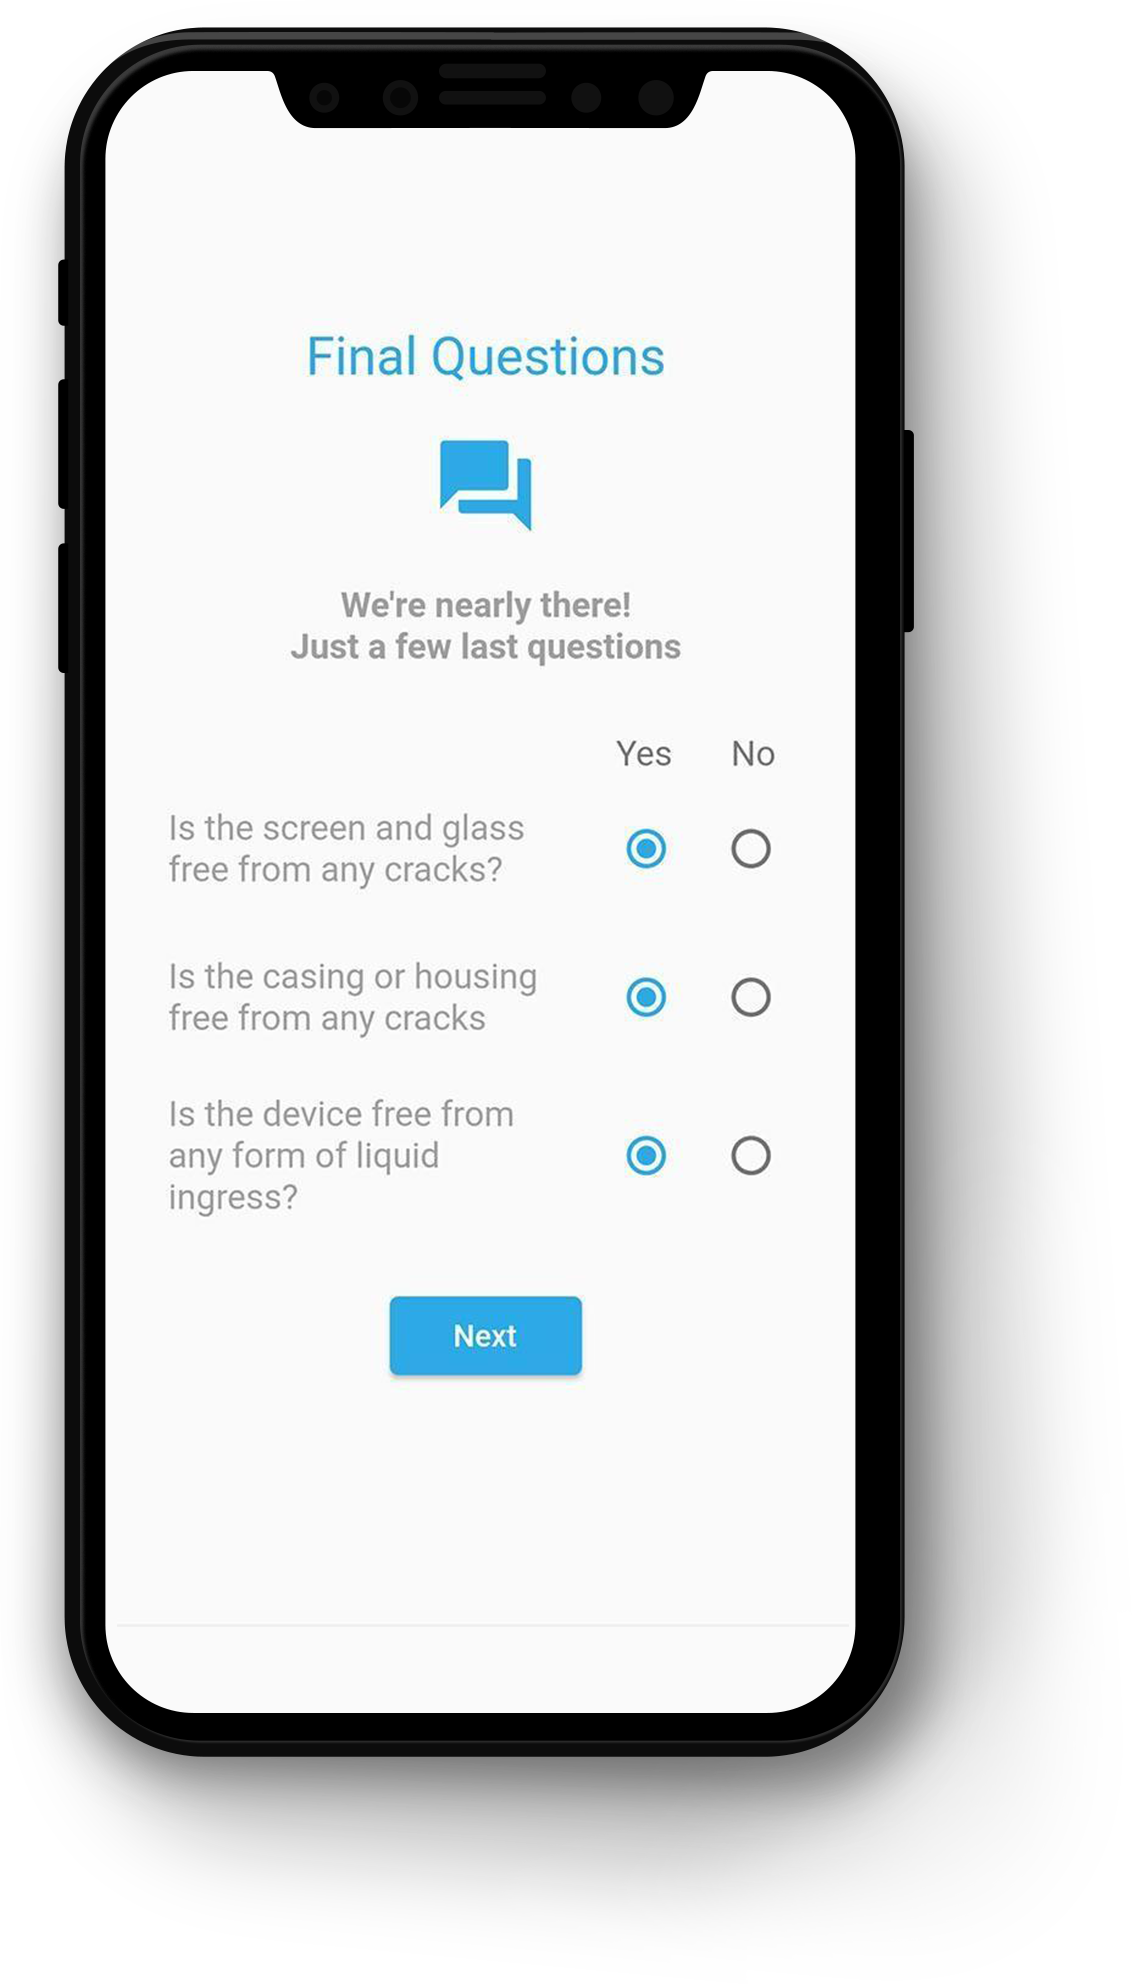 Final Questions
We're nearly there!
Just a few last questions
Yes No
Is the screen and glass
free from any cracks?
Is the casing or housing
free from any cracks
Is the device free from
any form of liquid
ingress?
Next